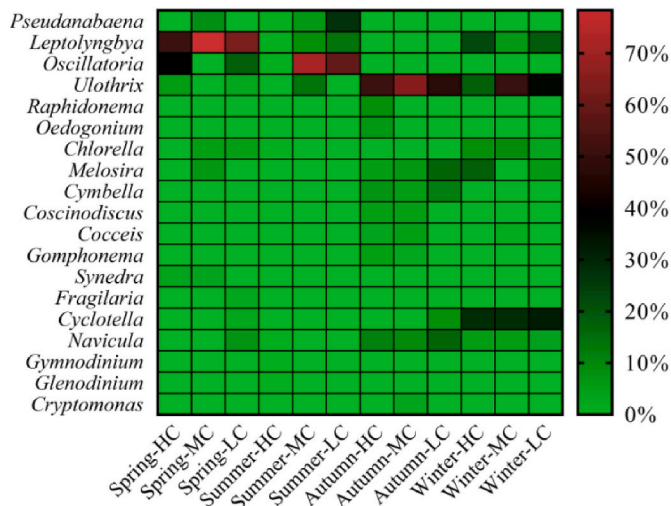 Pseudanabaena
Leptolyngbya
Oscillatoria
Ulothrix
Raphidonema
Oedogonium
Chlorella
Melosira
Cymbella
Coscinodiscus
Cocceis
Gomphonema
Synedra
Fragilaria
Cyclotella
Navicula
Gymnodinium
Glenodinium
Cryptomonas
Spring-HC
Spring-MC
Spring-LC
Summer-HC
Summer-MC
Summer-LC
Autumn-HC
Autumn-MC
Autumn-LC
Winter-HC
Winter-MC
Winter-LC
70%
60%
50%
40%
30%
20%
10%
0%